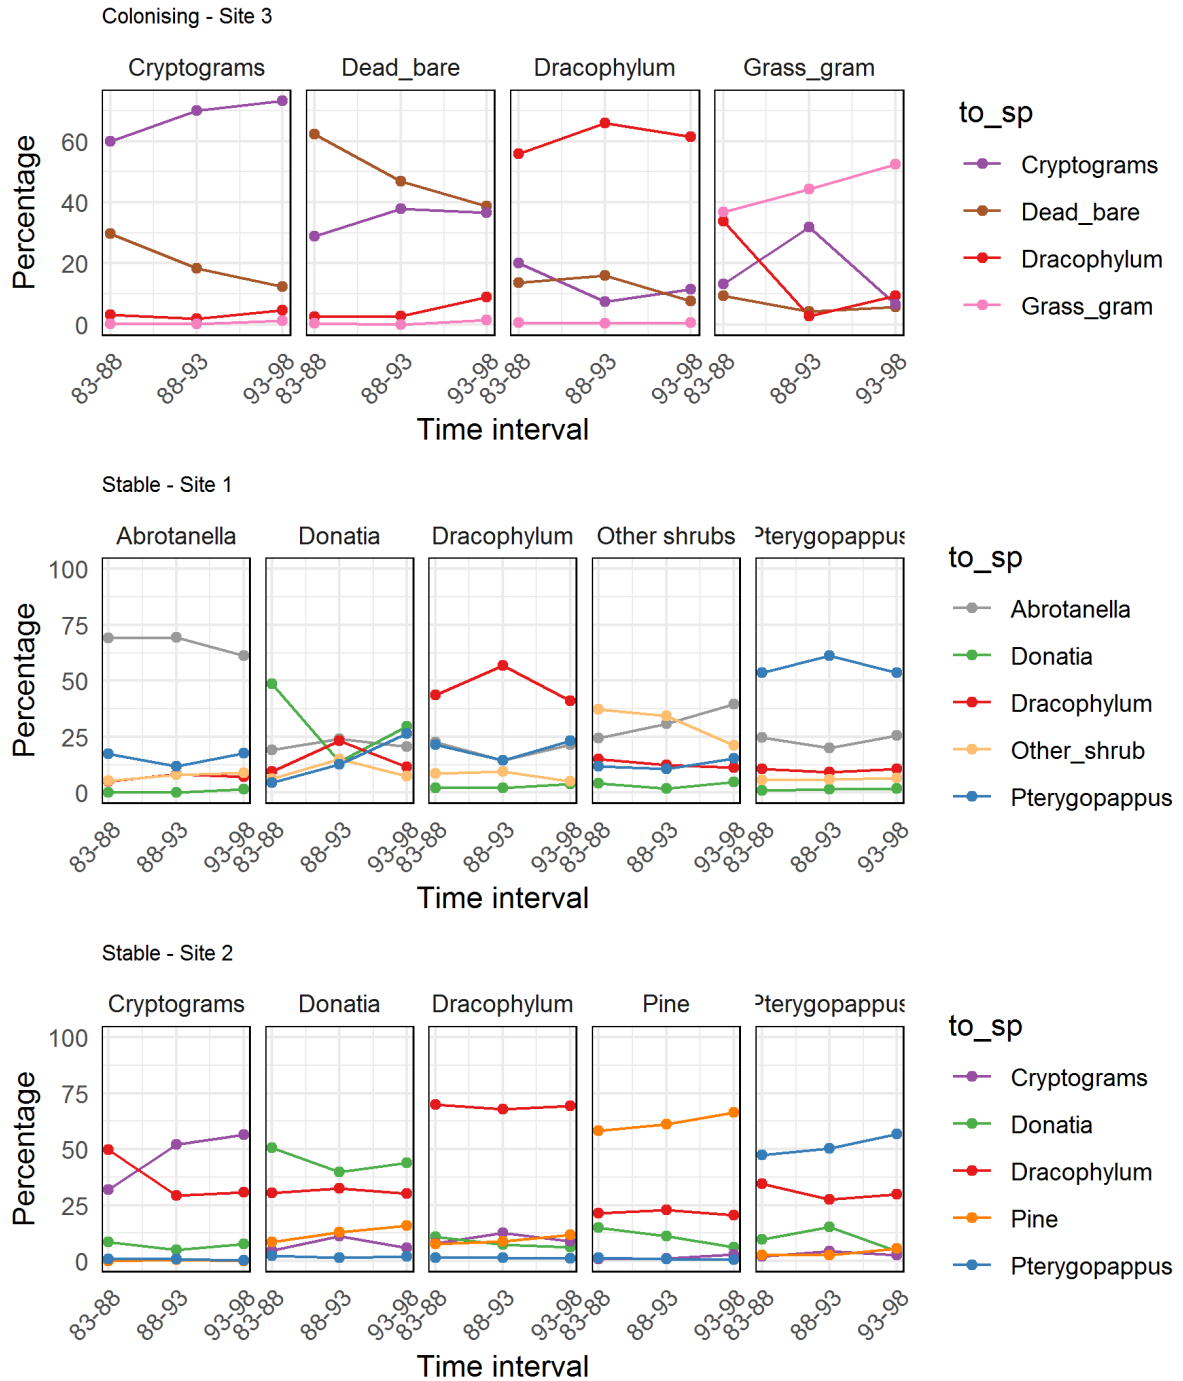 Colonising - Site 3
Cryptograms Dead_bare Dracophylum Grass_gram
Percentage
60
40
20
0
83-88 88-93 93-98 83-88 88-93 93-98 83-88 88-93 93-98 83-88 88-93 93-98
Time interval
to_sp
Cryptograms
Dead_bare
Dracophylum
Grass_gram
Stable - Site 1
Abrotanella Donatia Dracophylum Other shrubs Pterygopappus
Percentage
100
75
50
25
0
83-88 88-93 93-98 83-88 88-93 93-98 83-88 88-93 93-98 83-88 88-93 93-98 83-88 88-93 93-98
Time interval
to_sp
Abrotanella
Donatia
Dracophylum
Other_shrub
Pterygopappus
Stable - Site 2
Cryptograms Donatia Dracophylum Pine Pterygopappus
Percentage
100
75
50
25
0
83-88 88-93 93-98 83-88 88-93 93-98 83-88 88-93 93-98 83-88 88-93 93-98 83-88 88-93 93-98
Time interval
to_sp
Cryptograms
Donatia
Dracophylum
Pine
Pterygopappus